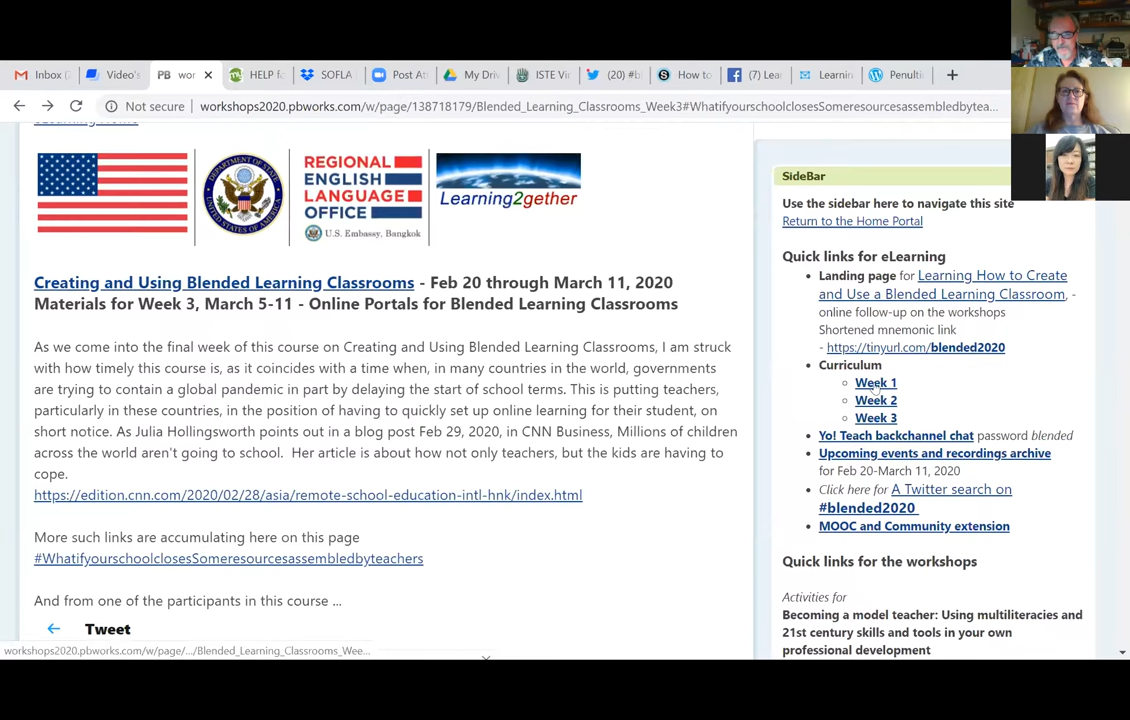 Inbox (
Video's
PB wor
HELP f
SOFLA
Post At
My Dri
ISTE Vi
(20) #b
How to
(7) Lea
Learnin
Penulti
Not secure
workshops2020.pbworks.com/w/page/138718179/Blended_Learning_Classrooms_Week3#WhatifyourschoolclosesSomeresourcesassembledbytea...
DEPARTMENT OF STATE
UNITED STATES OF AMERICA
REGIONAL
ENGLISH
LANGUAGE
OFFICE
U.S. Embassy, Bangkok
Learning2gether
Creating and Using Blended Learning Classrooms - Feb 20 through March 11, 2020
Materials for Week 3, March 5-11 - Online Portals for Blended Learning Classrooms
As we come into the final week of this course on Creating and Using Blended Learning Classrooms, I am struck
with how timely this course is, as it coincides with a time when, in many countries in the world, governments
are trying to contain a global pandemic in part by delaying the start of school terms. This is putting teachers,
particularly in these countries, in the position of having to quickly set up online learning for their student, on
short notice. As Julia Hollingsworth points out in a blog post Feb 29, 2020, in CNN Business, Millions of children
across the world aren't going to school.  Her article is about how not only teachers, but the kids are having to
cope.
https://edition.cnn.com/2020/02/28/asia/remote-school-education-intl-hnk/index.html
More such links are accumulating here on this page
#WhatifyourschoolclosesSomeresourcesassembledbyteachers
And from one of the participants in this course ...
Tweet
workshops2020.pbworks.com/w/page/.../Blended_Learning_Classrooms_Wee...
SideBar
Use the sidebar here to navigate this site
Return to the Home Portal
Quick links for eLearning
Landing page for Learning How to Create
and Use a Blended Learning Classroom, -
online follow-up on the workshops
Shortened mnemonic link
- https://tinyurl.com/blended2020
Curriculum
Week 1
Week 2
Week 3
Yo! Teach backchannel chat password blended
Upcoming events and recordings archive
for Feb 20-March 11, 2020
Click here for A Twitter search on
#blended2020
MOOC and Community extension
Quick links for the workshops
Activities for
Becoming a model teacher: Using multiliteracies and
21st century skills and tools in your own
professional development